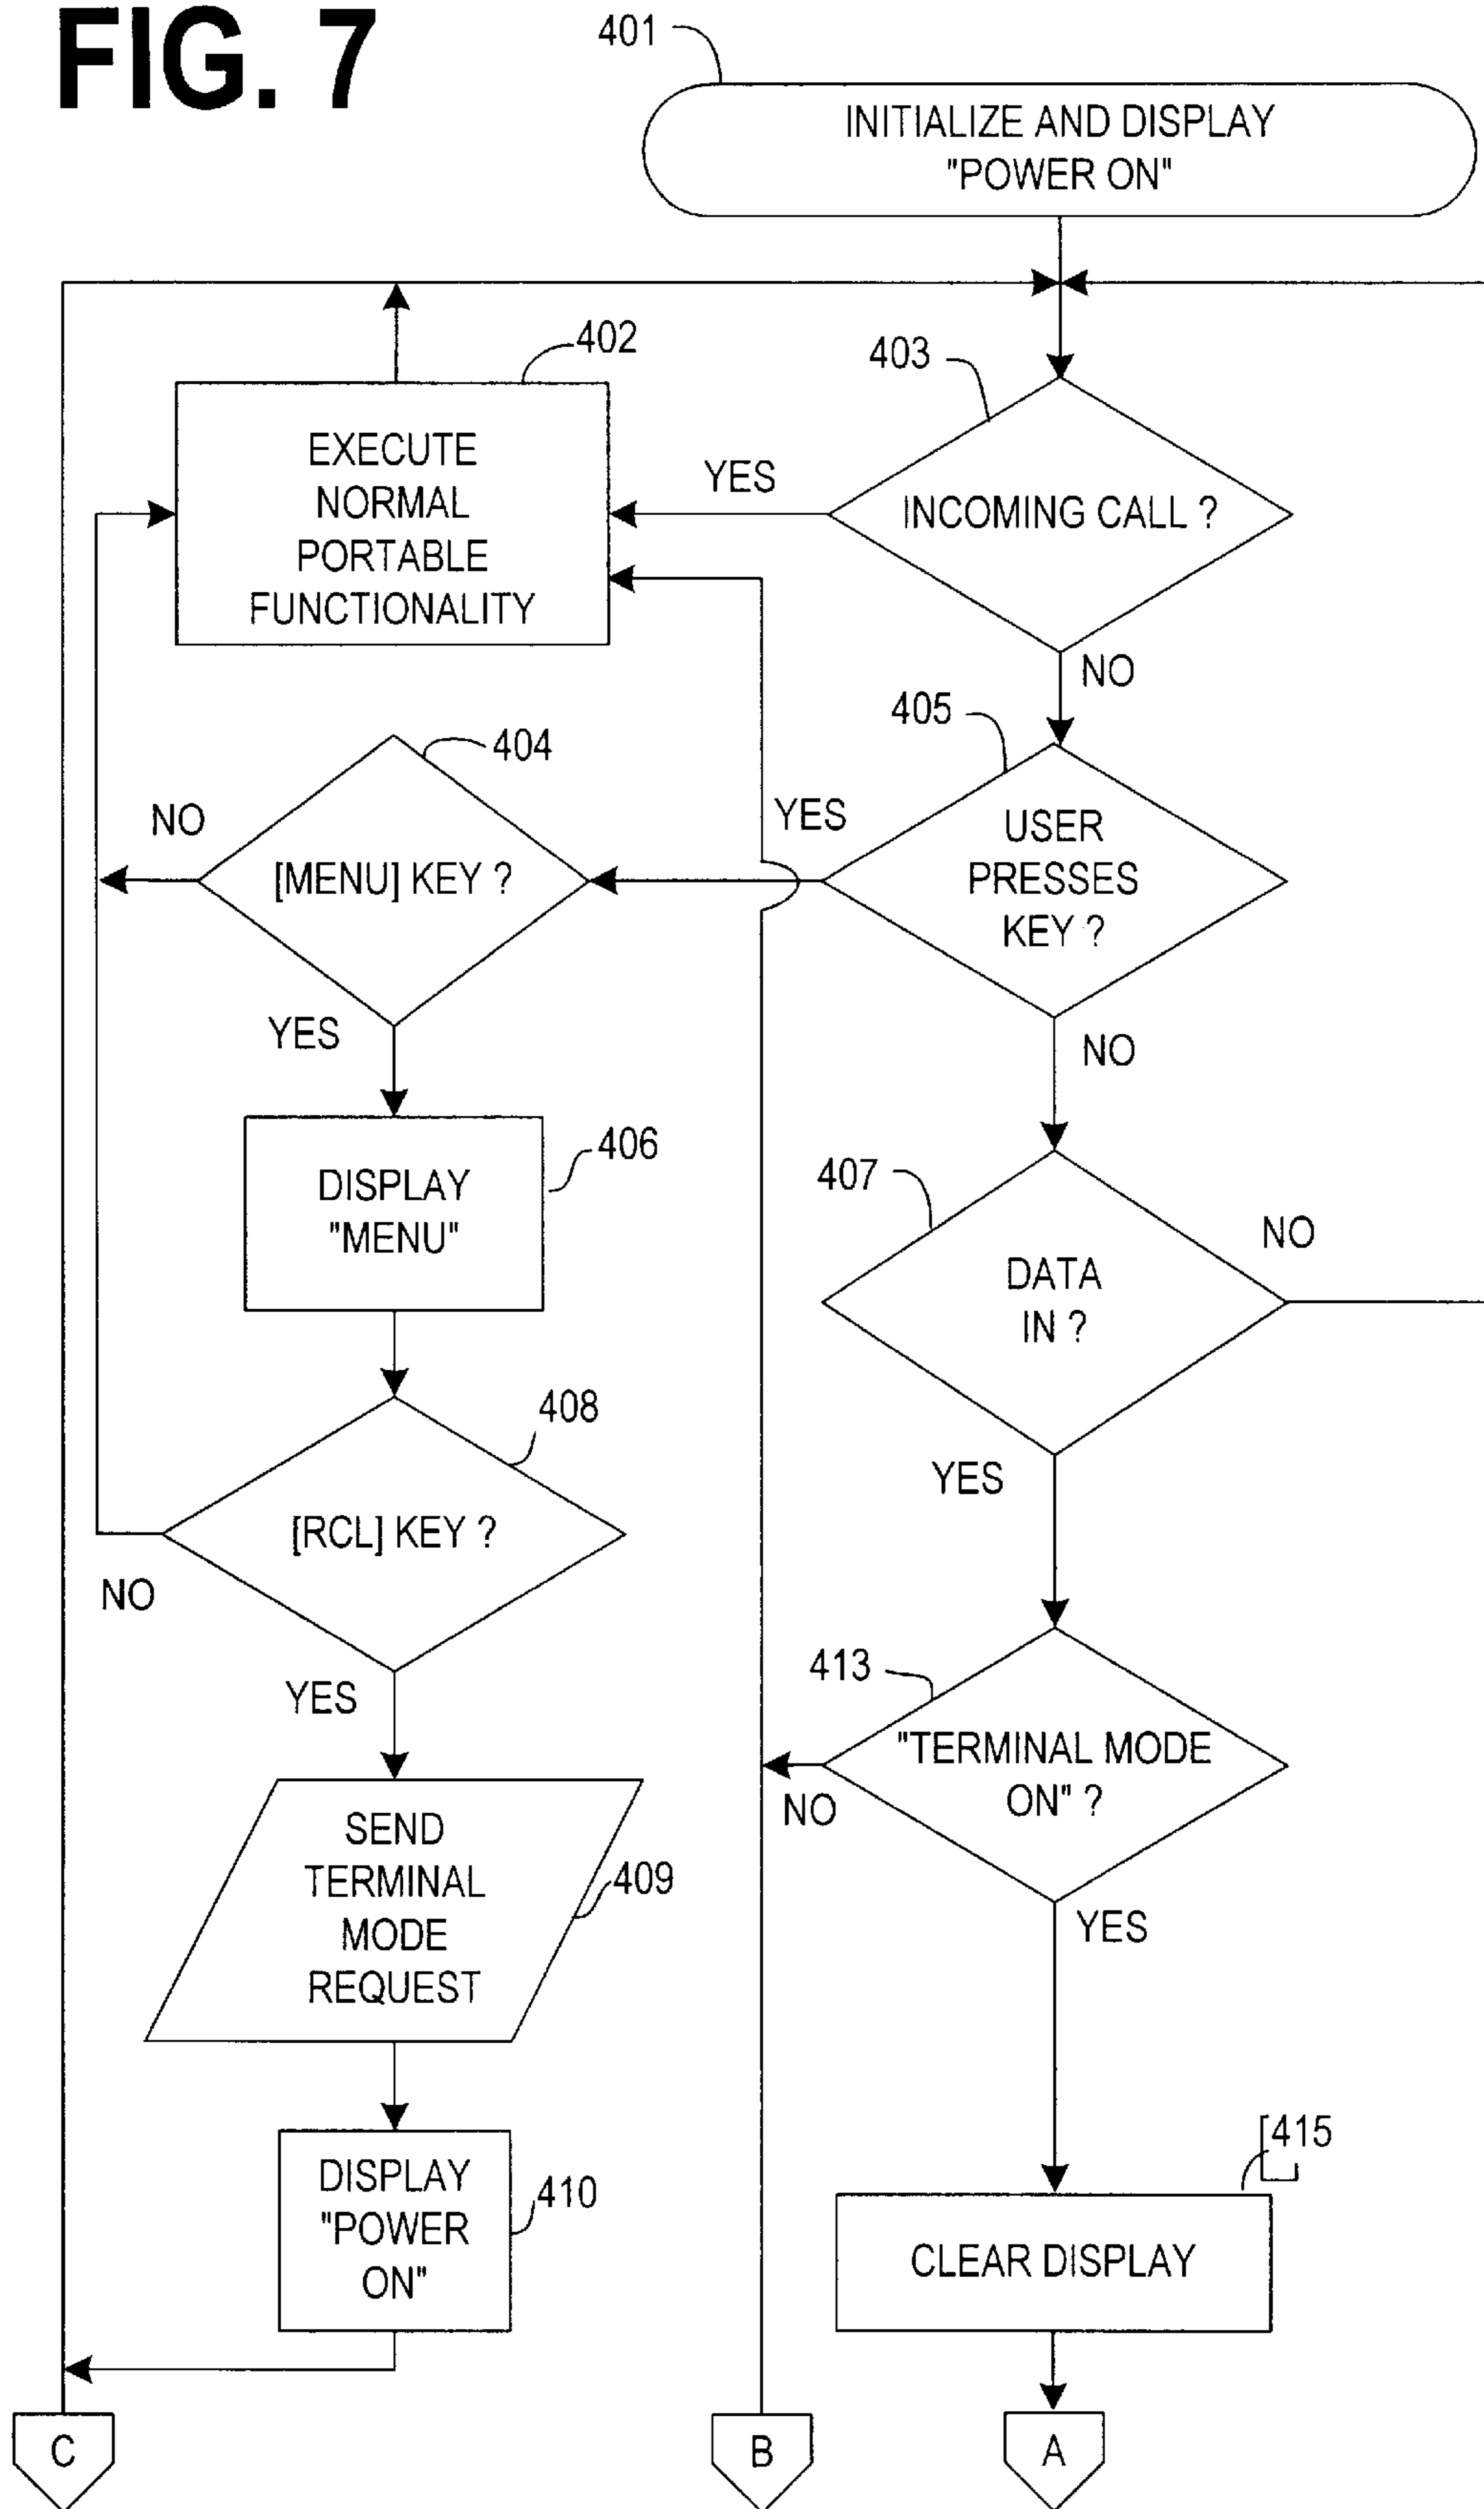 FIG. 7
401
INITIALIZE AND DISPLAY
"POWER ON"
402
EXECUTE
NORMAL
PORTABLE
FUNCTIONALITY
403
YES
INCOMING CALL ?
NO
404
NO
[MENU] KEY ?
YES
405
YES
USER
PRESSES
KEY ?
NO
406
DISPLAY
"MENU"
407
DATA
IN ?
NO
YES
408
[RCL] KEY ?
NO
YES
413
"TERMINAL MODE
ON" ?
NO
YES
SEND
TERMINAL
MODE
REQUEST
409
DISPLAY
"POWER
ON"
410
415
CLEAR DISPLAY
C
B
A